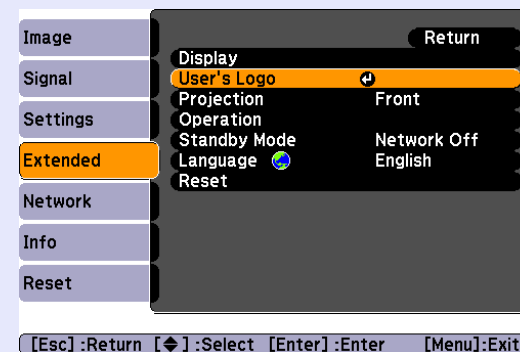 Image
Signal
Settings
Extended
Network
Info
Reset
Return
Display
User's Logo
Projection Front
Operation
Standby Mode Network Off
Language English
Reset
[Esc] :Return [◆] :Select [Enter] :Enter [Menu]:Exit